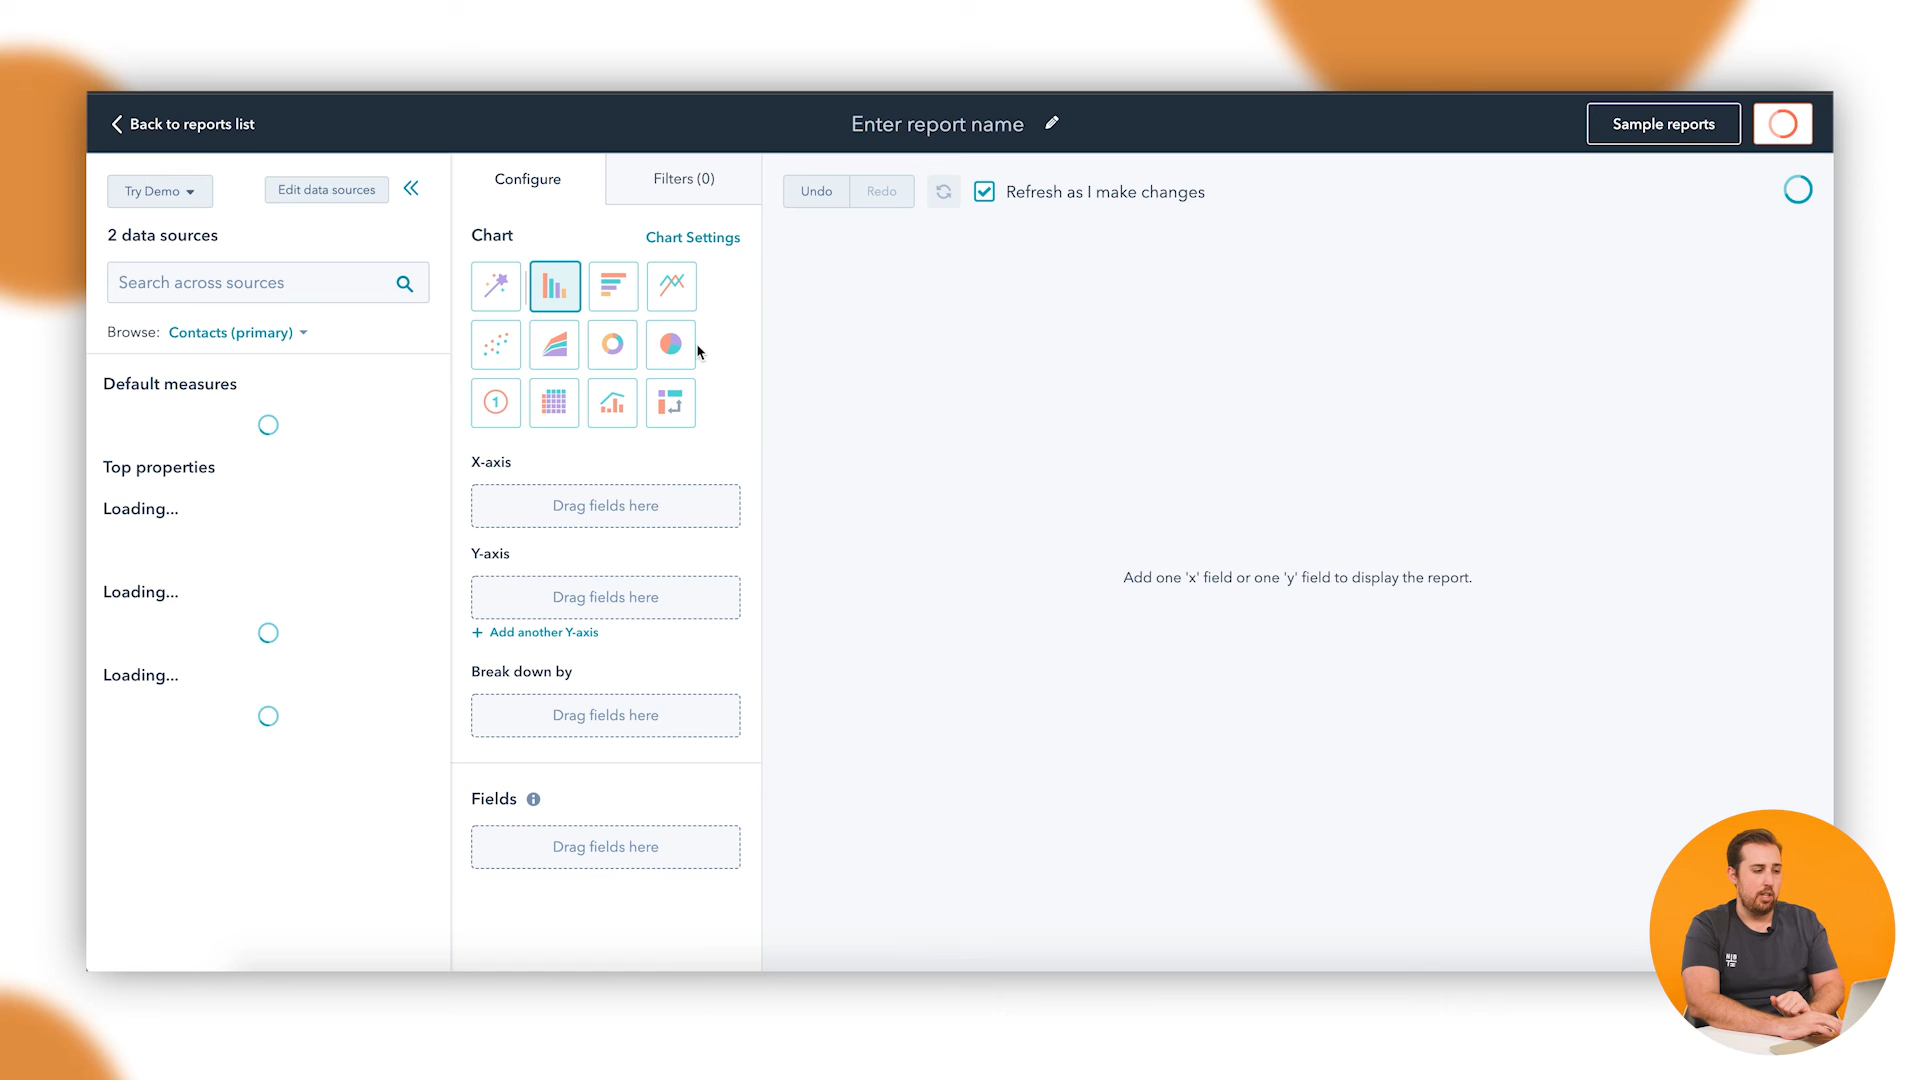 Back to reports list
Enter report name
Sample reports
Try Demo
Edit data sources
2 data sources
Search across sources
Browse: Contacts (primary)
Default measures
Top properties
Loading...
Loading...
Loading...
Configure
Filters (0)
Chart
Chart Settings
1
X-axis
Drag fields here
Y-axis
Drag fields here
+ Add another Y-axis
Break down by
Drag fields here
Fields
Drag fields here
Undo
Redo
Refresh as I make changes
Add one 'x' field or one 'y' field to display the report.